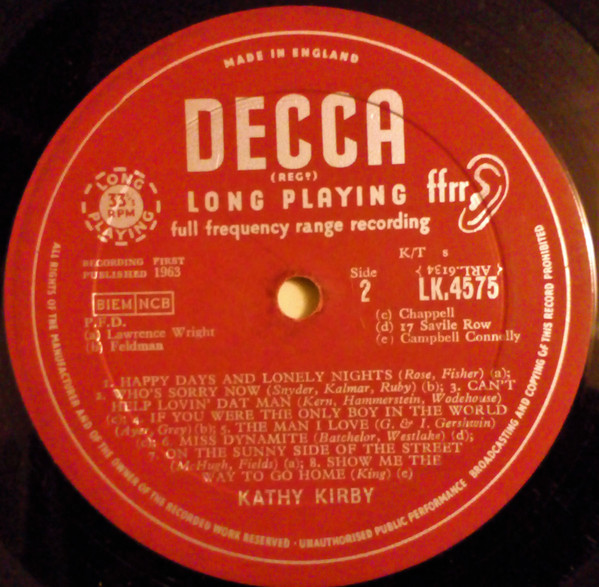 MADE IN ENGLAND
DECCA
(REGD)
LONG PLAYING
ffrr
full frequency range recording
LONG PLAYING
33⅓
RPM
RECORDING FIRST
PUBLISHED 1963
K/T s
(ARL.6134)
Side
2
LK.4575
BIEM NCB
P.F.D.
(a) Lawrence Wright
(b) Feldman
(c) Chappell
(d) 17 Savile Row
(e) Campbell Connelly
1. HAPPY DAYS AND LONELY NIGHTS (Rose, Fisher) (a);
2. WHO'S SORRY NOW (Snyder, Kalmar, Ruby) (b); 3. CAN'T
HELP LOVIN' DAT MAN (Kern, Hammerstein, Wodehouse)
(c); 4. IF YOU WERE THE ONLY BOY IN THE WORLD
(Ayer, Grey) (b); 5. THE MAN I LOVE (G. & I. Gershwin)
(c); 6. MISS DYNAMITE (Batchelor, Westlake) (d);
7. ON THE SUNNY SIDE OF THE STREET
(McHugh, Fields) (a); 8. SHOW ME THE
WAY TO GO HOME (King) (e)
KATHY KIRBY
ALL RIGHTS OF THE MANUFACTURER AND OF THE OWNER OF THE RECORDED WORK RESERVED · UNAUTHORISED PUBLIC PERFORMANCE BROADCASTING AND COPYING OF THIS RECORD PROHIBITED